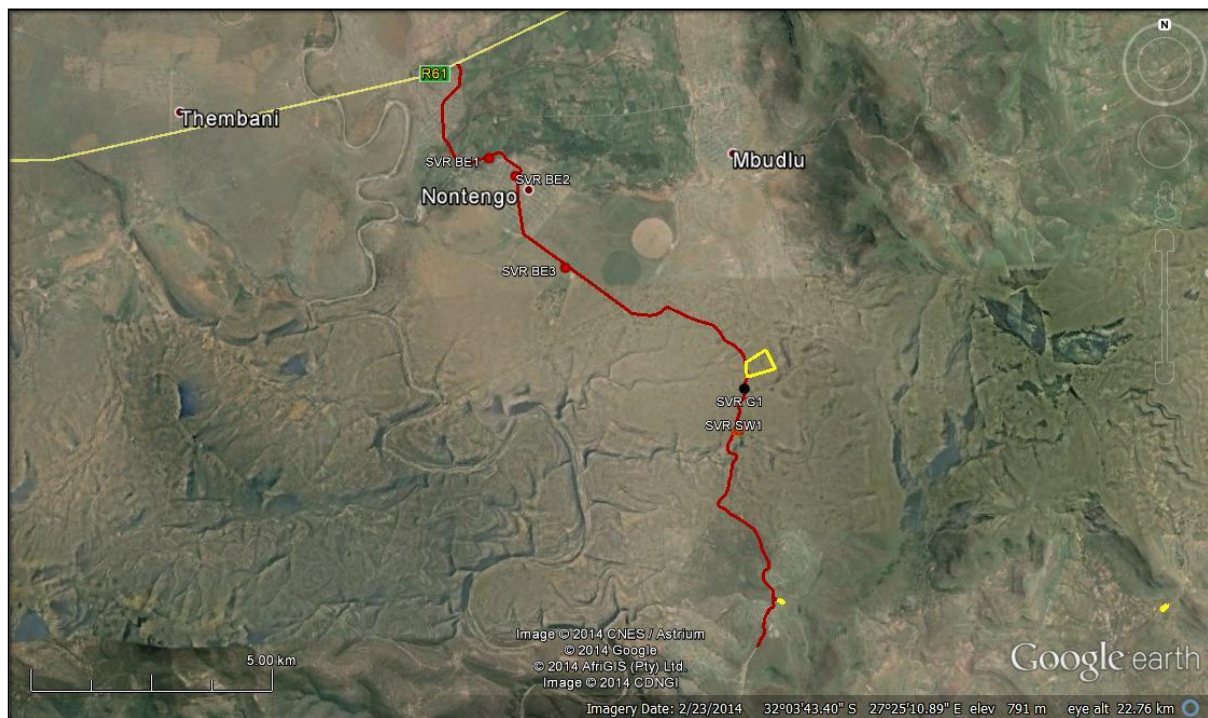 N
R61
Thembani
SVR BE1
Mbudlu
SVR BE2
Nontengo
SVR BE3
SVR G1
SVR SW1
Image © 2014 CNES / Astrium
© 2014 Google
© 2014 AfriGIS (Pty) Ltd.
Image © 2014 CDNGI
5.00 km
Google earth
Imagery Date: 2/23/2014 32°03'43.40" S 27°25'10.89" E elev 791 m eye alt 22.76 km